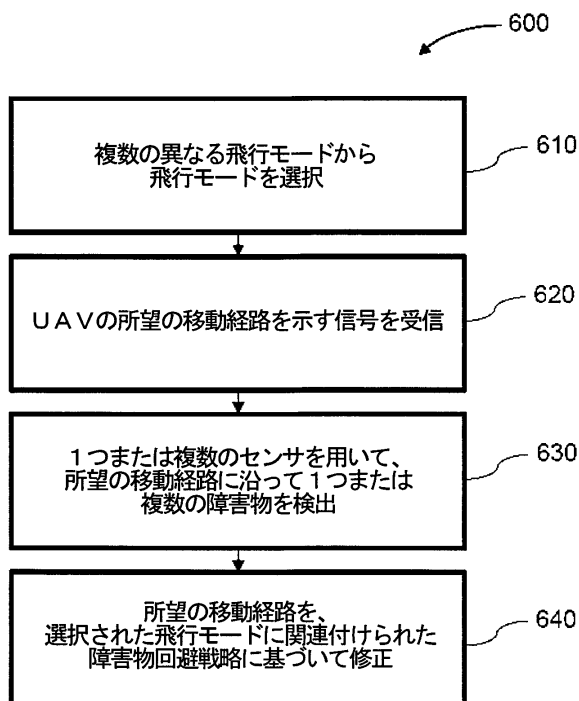 600
複数の異なる飛行モードから
飛行モードを選択
610
UAVの所望の移動経路を示す信号を受信
620
1つまたは複数のセンサを用いて、
所望の移動経路に沿って1つまたは
複数の障害物を検出
630
所望の移動経路を、
選択された飛行モードに関連付けられた
障害物回避戦略に基づいて修正
640